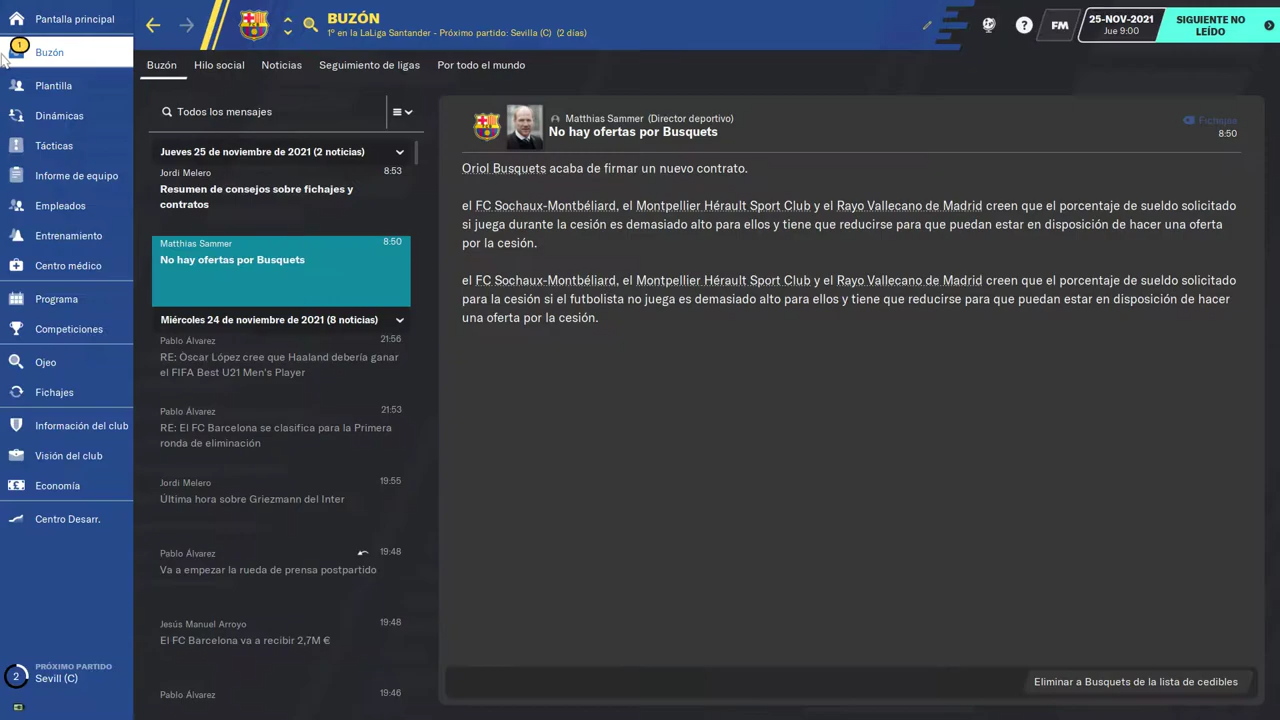 Pantalla principal
1
Buzón
Plantilla
Dinámicas
Tácticas
Informe de equipo
Empleados
Entrenamiento
Centro médico
Programa
Competiciones
Ojeo
Fichajes
Información del club
Visión del club
Economía
Centro Desarr.
2
PRÓXIMO PARTIDO
Sevill (C)
BUZÓN
1º en la LaLiga Santander - Próximo partido: Sevilla (C) (2 días)
?
FM
25-NOV-2021
Jue 9:00
SIGUIENTE NO
LEÍDO
Buzón
Hilo social
Noticias
Seguimiento de ligas
Por todo el mundo
Todos los mensajes
Jueves 25 de noviembre de 2021 (2 noticias)
Jordi Melero 8:53
Resumen de consejos sobre fichajes y
contratos
Matthias Sammer 8:50
No hay ofertas por Busquets
Miércoles 24 de noviembre de 2021 (8 noticias)
Pablo Álvarez 21:56
RE: Óscar López cree que Haaland debería ganar
el FIFA Best U21 Men's Player
Pablo Álvarez 21:53
RE: El FC Barcelona se clasifica para la Primera
ronda de eliminación
Jordi Melero 19:55
Última hora sobre Griezmann del Inter
Pablo Álvarez 19:48
Va a empezar la rueda de prensa postpartido
Jesús Manuel Arroyo 19:48
El FC Barcelona va a recibir 2,7M €
Pablo Álvarez 19:46
Matthias Sammer (Director deportivo)
No hay ofertas por Busquets
Fichajes
8:50
Oriol Busquets acaba de firmar un nuevo contrato.
el FC Sochaux-Montbéliard, el Montpellier Hérault Sport Club y el Rayo Vallecano de Madrid creen que el porcentaje de sueldo solicitado
si juega durante la cesión es demasiado alto para ellos y tiene que reducirse para que puedan estar en disposición de hacer una oferta
por la cesión.
el FC Sochaux-Montbéliard, el Montpellier Hérault Sport Club y el Rayo Vallecano de Madrid creen que el porcentaje de sueldo solicitado
para la cesión si el futbolista no juega es demasiado alto para ellos y tiene que reducirse para que puedan estar en disposición de hacer
una oferta por la cesión.
Eliminar a Busquets de la lista de cedibles